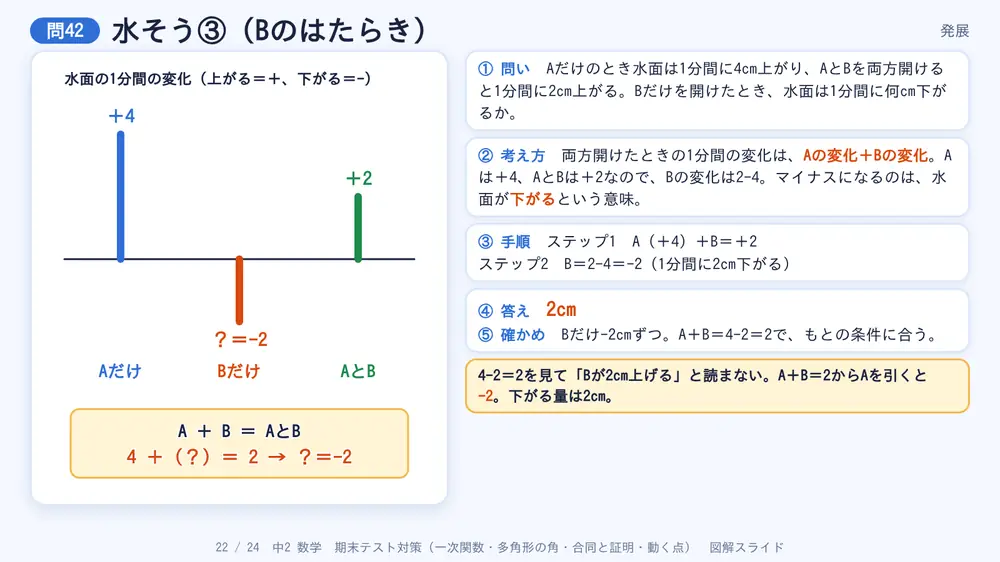 問42
水そう③（Bのはたらき）
発展
水面の1分間の変化（上がる＝＋、下がる＝-）
＋4
＋2
？＝-2
Aだけ
Bだけ
AとB
A ＋ B ＝ AとB
4 ＋（？）＝ 2 → ？＝-2
① 問い　Aだけのとき水面は1分間に4cm上がり、AとBを両方開ける
と1分間に2cm上がる。Bだけを開けたとき、水面は1分間に何cm下が
るか。
② 考え方　両方開けたときの1分間の変化は、Aの変化＋Bの変化。A
は＋4、AとBは＋2なので、Bの変化は2-4。マイナスになるのは、水
面が下がるという意味。
③ 手順　ステップ1　A（＋4）＋B＝＋2
ステップ2　B＝2-4＝-2（1分間に2cm下がる）
④ 答え　2cm
⑤ 確かめ　Bだけ-2cmずつ。A＋B＝4-2＝2で、もとの条件に合う。
4-2＝2を見て「Bが2cm上げる」と読まない。A＋B＝2からAを引くと
-2。下がる量は2cm。
22 / 24　中2 数学　期末テスト対策（一次関数・多角形の角・合同と証明・動く点）　図解スライド